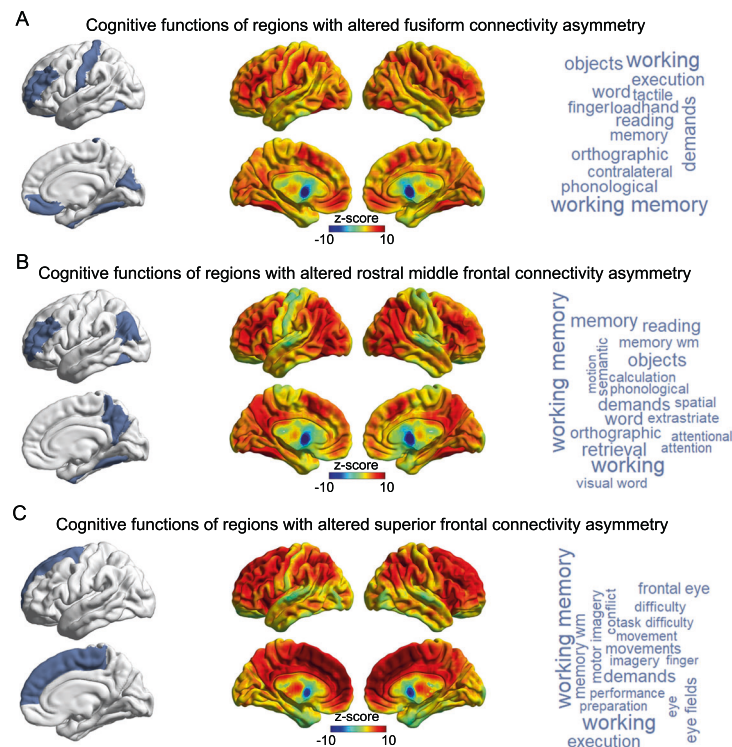 A
Cognitive functions of regions with altered fusiform connectivity asymmetry
objects working
execution
word tactile
fingerloadhand
reading
memory
demands
orthographic
contralateral
phonological
working memory
z-score
-10 10
B
Cognitive functions of regions with altered rostral middle frontal connectivity asymmetry
working memory
memory reading
memory wm
objects
motion
semantic
calculation
phonological
demands spatial
word extrastriate
orthographic attentional
retrieval attention
working
visual word
z-score
-10 10
C
Cognitive functions of regions with altered superior frontal connectivity asymmetry
working memory
memory wm
motor imagery
conflict
frontal eye
difficulty
task difficulty
movement
movements
imagery finger
demands
performance
preparation
eye
eye fields
working
execution
z-score
-10 10